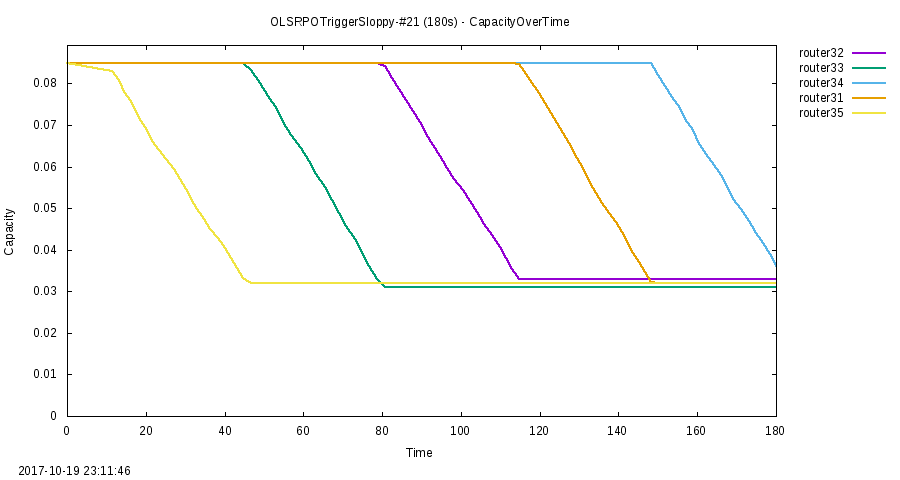 OLSRPOTriggerSloppy-#21 (180s) - CapacityOverTime
router32
router33
router34
router31
router35
0.08
0.07
0.06
0.05
0.04
0.03
0.02
0.01
0
Capacity
0 20 40 60 80 100 120 140 160 180
Time
2017-10-19 23:11:46